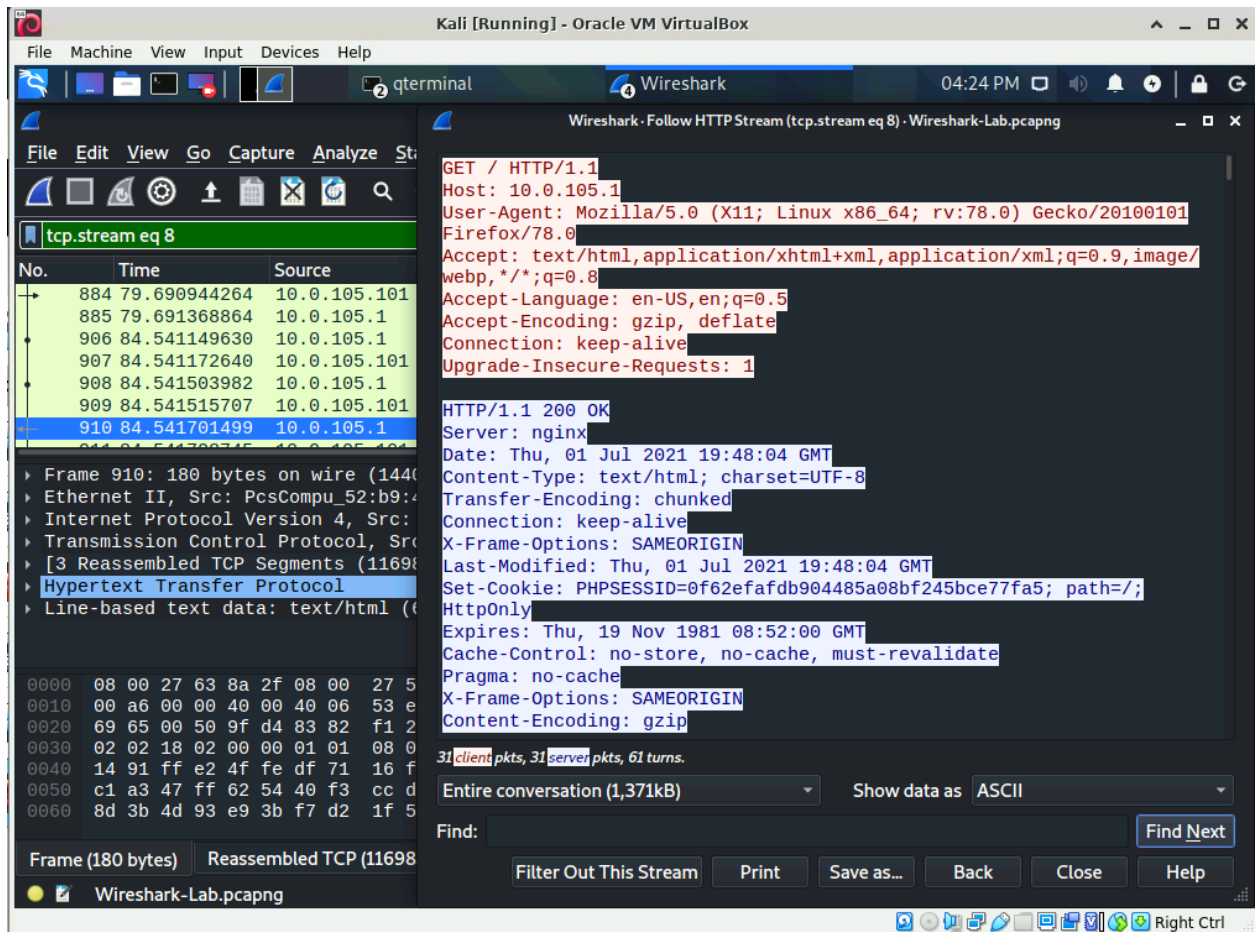 Kali [Running] - Oracle VM VirtualBox
File Machine View Input Devices Help
qterminal
Wireshark
04:24 PM
Wireshark · Follow HTTP Stream (tcp.stream eq 8) · Wireshark-Lab.pcapng
File Edit View Go Capture Analyze
tcp.stream eq 8
No. Time Source
884 79.690944264 10.0.105.101
885 79.691368864 10.0.105.1
906 84.541149630 10.0.105.1
907 84.541172640 10.0.105.101
908 84.541503982 10.0.105.1
909 84.541515707 10.0.105.101
910 84.541701499 10.0.105.1
Frame 910: 180 bytes on wire (1440
Ethernet II, Src: PcsCompu_52:b9:4
Internet Protocol Version 4, Src:
Transmission Control Protocol, Src
[3 Reassembled TCP Segments (11698
Hypertext Transfer Protocol
Line-based text data: text/html (6
0000 08 00 27 63 8a 2f 08 00 27 5
0010 00 a6 00 00 40 00 40 06 53 e
0020 69 65 00 50 9f d4 83 82 f1 2
0030 02 02 18 02 00 00 01 01 08 0
0040 14 91 ff e2 4f fe df 71 16 f
0050 c1 a3 47 ff 62 54 40 f3 cc d
0060 8d 3b 4d 93 e9 3b f7 d2 1f 5
Frame (180 bytes) Reassembled TCP (11698
Wireshark-Lab.pcapng
GET / HTTP/1.1
Host: 10.0.105.1
User-Agent: Mozilla/5.0 (X11; Linux x86_64; rv:78.0) Gecko/20100101
Firefox/78.0
Accept: text/html,application/xhtml+xml,application/xml;q=0.9,image/
webp,*/*;q=0.8
Accept-Language: en-US,en;q=0.5
Accept-Encoding: gzip, deflate
Connection: keep-alive
Upgrade-Insecure-Requests: 1
HTTP/1.1 200 OK
Server: nginx
Date: Thu, 01 Jul 2021 19:48:04 GMT
Content-Type: text/html; charset=UTF-8
Transfer-Encoding: chunked
Connection: keep-alive
X-Frame-Options: SAMEORIGIN
Last-Modified: Thu, 01 Jul 2021 19:48:04 GMT
Set-Cookie: PHPSESSID=0f62efafdb904485a08bf245bce77fa5; path=/;
HttpOnly
Expires: Thu, 19 Nov 1981 08:52:00 GMT
Cache-Control: no-store, no-cache, must-revalidate
Pragma: no-cache
X-Frame-Options: SAMEORIGIN
Content-Encoding: gzip
31 client pkts, 31 server pkts, 61 turns.
Entire conversation (1,371kB) Show data as ASCII
Find: Find Next
Filter Out This Stream Print Save as... Back Close Help
Right Ctrl